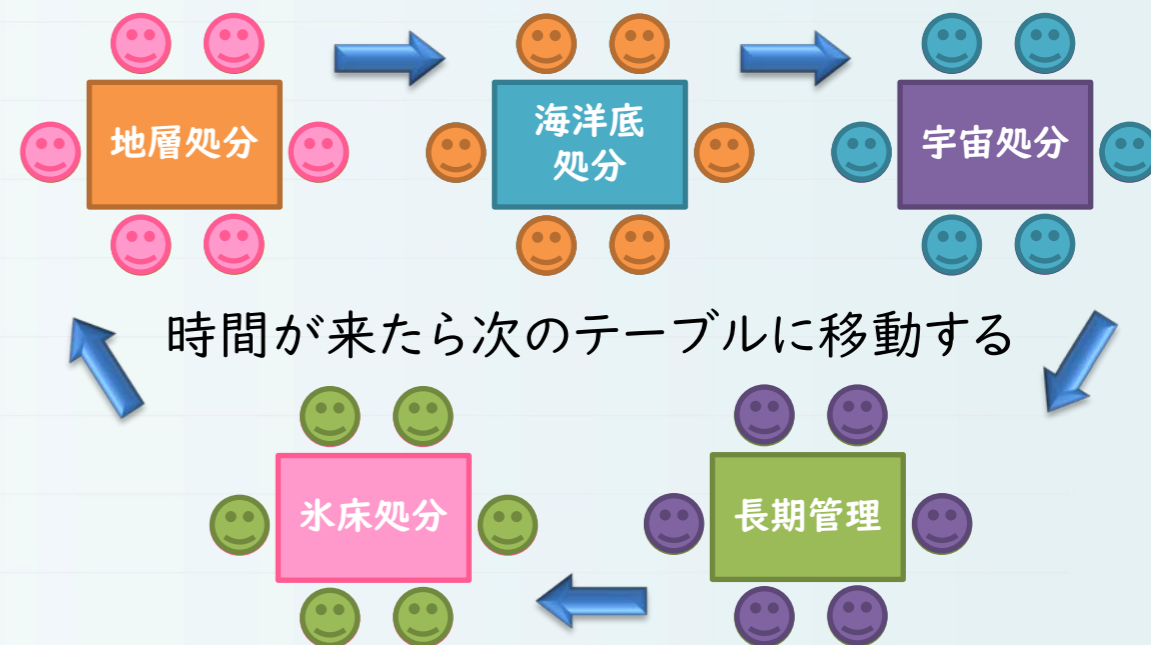 地層処分
海洋底
処分
宇宙処分
時間が来たら次のテーブルに移動する
氷床処分
長期管理